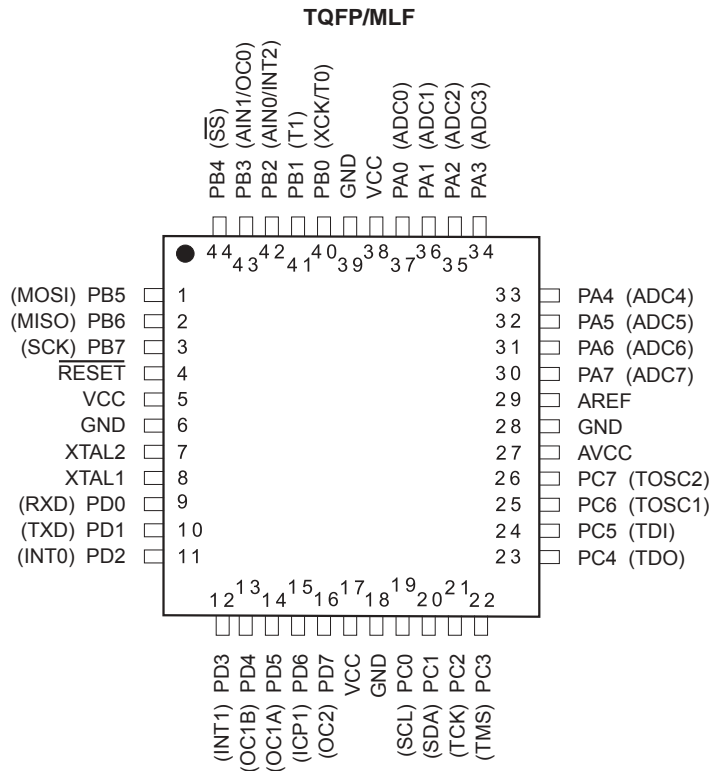 TQFP/MLF
PB4 (S̅S̅)
PB3 (AIN1/OC0)
PB2 (AIN0/INT2)
PB1 (T1)
PB0 (XCK/T0)
GND
VCC
PA0 (ADC0)
PA1 (ADC1)
PA2 (ADC2)
PA3 (ADC3)
44 43 42 41 40 39 38 37 36 35 34
(MOSI) PB5 1
(MISO) PB6 2
(SCK) PB7 3
R̅E̅S̅E̅T̅ 4
VCC 5
GND 6
XTAL2 7
XTAL1 8
(RXD) PD0 9
(TXD) PD1 10
(INT0) PD2 11
33 PA4 (ADC4)
32 PA5 (ADC5)
31 PA6 (ADC6)
30 PA7 (ADC7)
29 AREF
28 GND
27 AVCC
26 PC7 (TOSC2)
25 PC6 (TOSC1)
24 PC5 (TDI)
23 PC4 (TDO)
12 13 14 15 16 17 18 19 20 21 22
(INT1) PD3
(OC1B) PD4
(OC1A) PD5
(ICP1) PD6
(OC2) PD7
VCC
GND
(SCL) PC0
(SDA) PC1
(TCK) PC2
(TMS) PC3